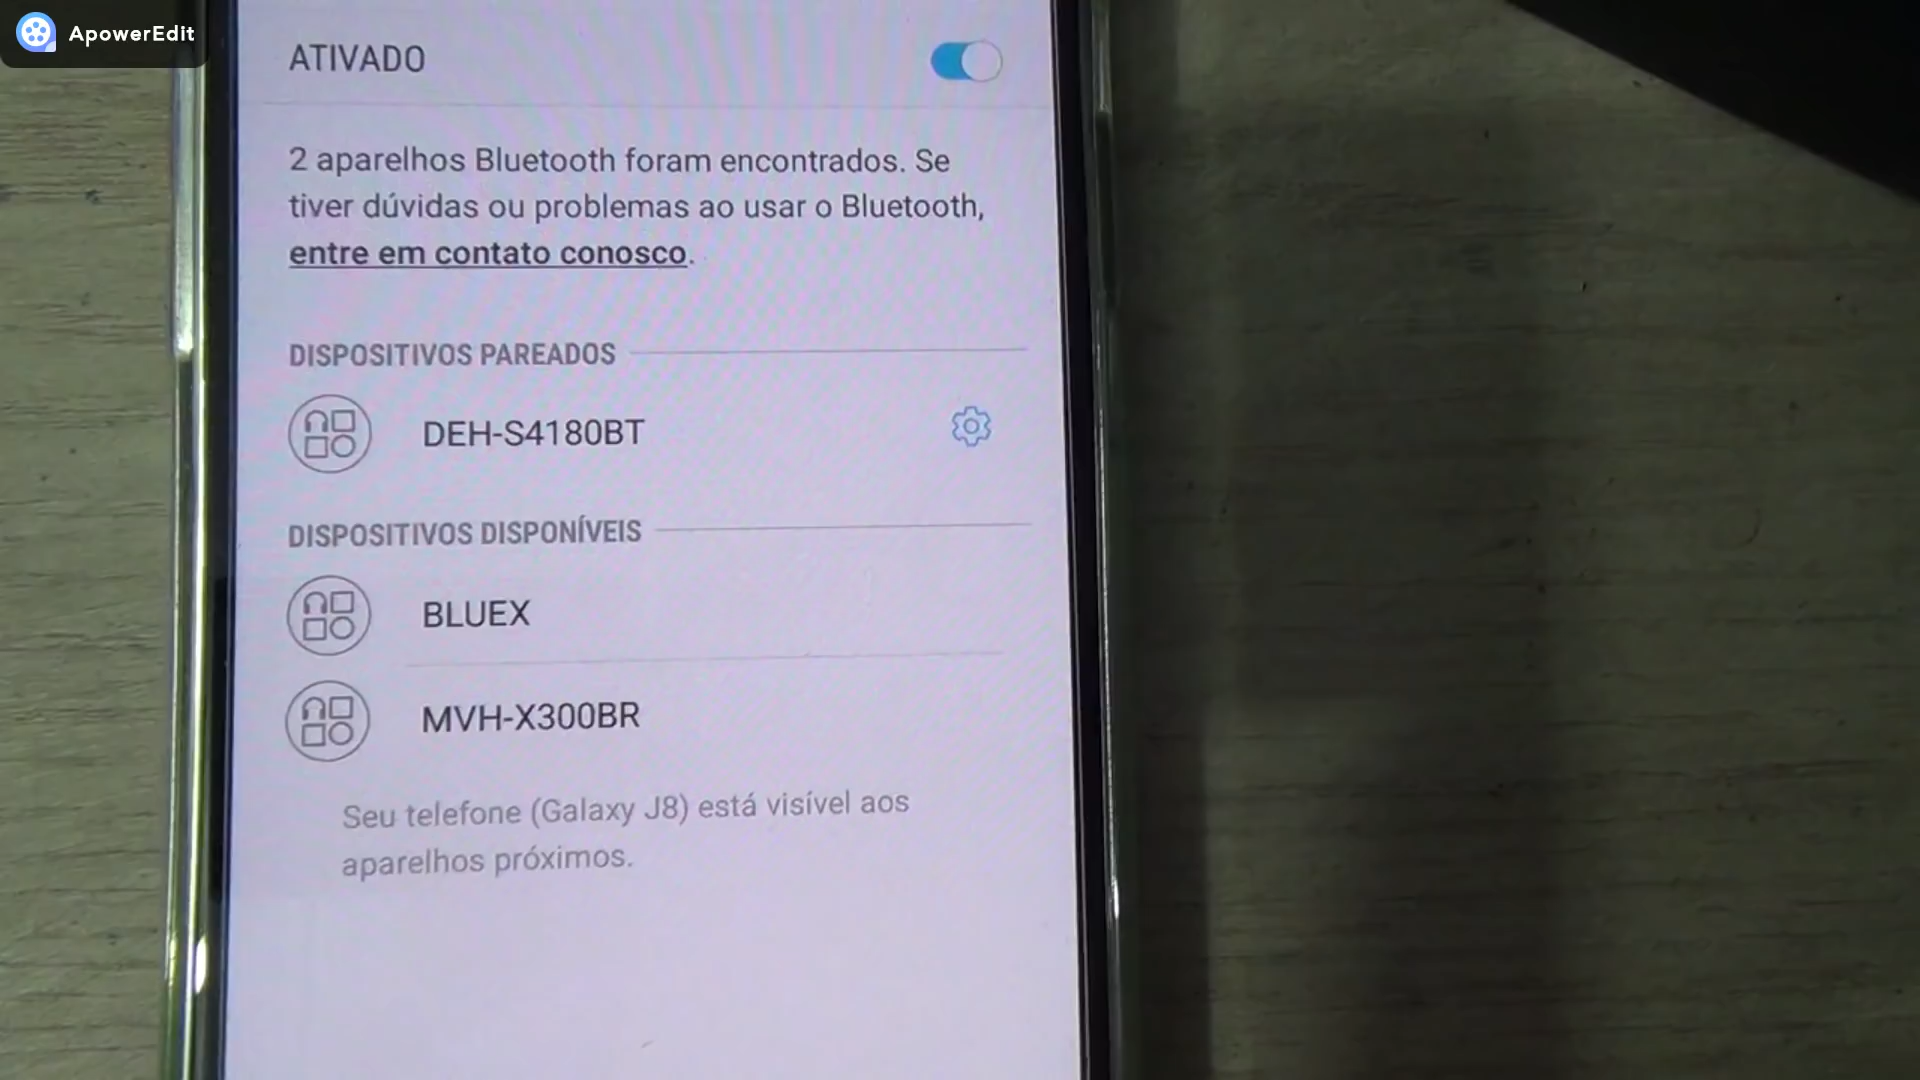 ApowerEdit
ATIVADO
2 aparelhos Bluetooth foram encontrados. Se
tiver dúvidas ou problemas ao usar o Bluetooth,
entre em contato conosco.
DISPOSITIVOS PAREADOS
DEH-S4180BT
DISPOSITIVOS DISPONÍVEIS
BLUEX
MVH-X300BR
Seu telefone (Galaxy J8) está visível aos
aparelhos próximos.